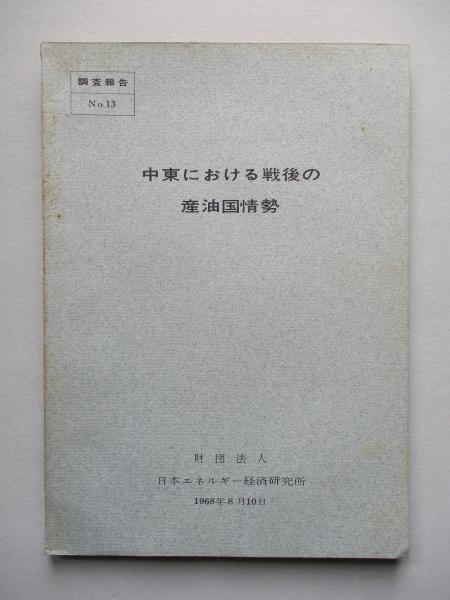 調査報告
No.13
中東における戦後の
産油国情勢
財団法人
日本エネルギー経済研究所
1968年8月10日